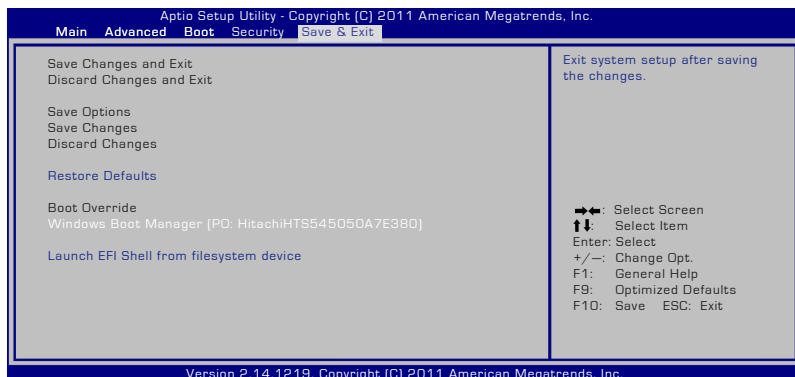 Aptio Setup Utility - Copyright (C) 2011 American Megatrends, Inc.
Main Advanced Boot Security Save & Exit
Save Changes and Exit
Discard Changes and Exit
Save Options
Save Changes
Discard Changes
Restore Defaults
Boot Override
Windows Boot Manager (P0: HitachiHTS545050A7E380)
Launch EFI Shell from filesystem device
Exit system setup after saving
the changes.
→←: Select Screen
↑↓: Select Item
Enter: Select
+/—: Change Opt.
F1: General Help
F9: Optimized Defaults
F10: Save ESC: Exit
Version 2.14.1219. Copyright (C) 2011 American Megatrends, Inc.